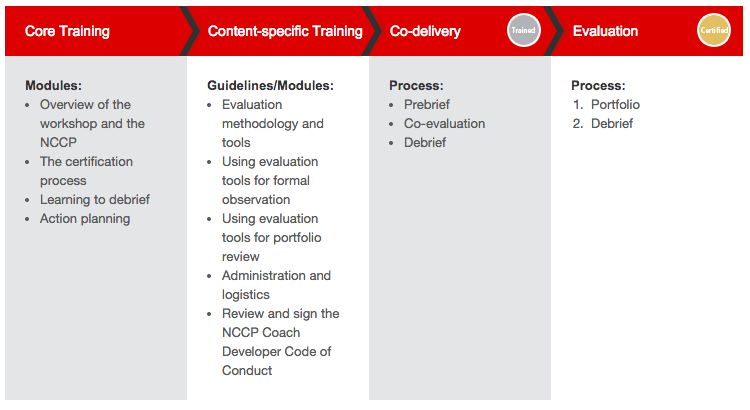 Core Training
Content-specific Training
Co-delivery
Trained
Evaluation
Certified
Modules:
• Overview of the
workshop and the
NCCP
• The certification
process
• Learning to debrief
• Action planning
Guidelines/Modules:
• Evaluation
methodology and
tools
• Using evaluation
tools for formal
observation
• Using evaluation
tools for portfolio
review
• Administration and
logistics
• Review and sign the
NCCP Coach
Developer Code of
Conduct
Process:
• Prebrief
• Co-evaluation
• Debrief
Process:
1. Portfolio
2. Debrief